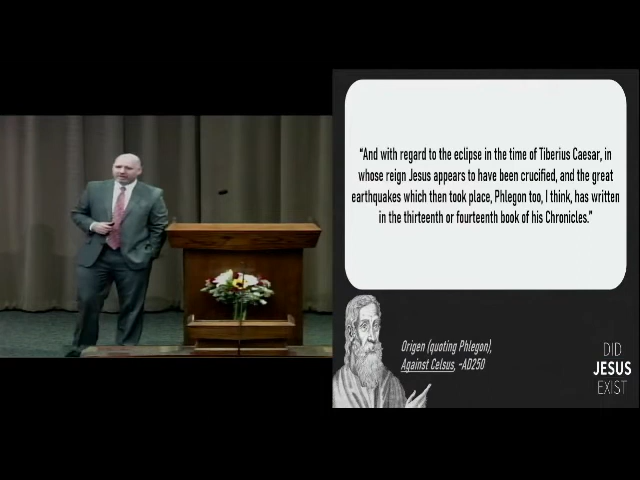 “And with regard to the eclipse in the time of Tiberius Caesar, in
whose reign Jesus appears to have been crucified, and the great
earthquakes which then took place, Phlegon too, I think, has written
in the thirteenth or fourteenth book of his Chronicles.”
Origen (quoting Phlegon),
Against Celsus, ~AD250
DID
JESUS
EXIST